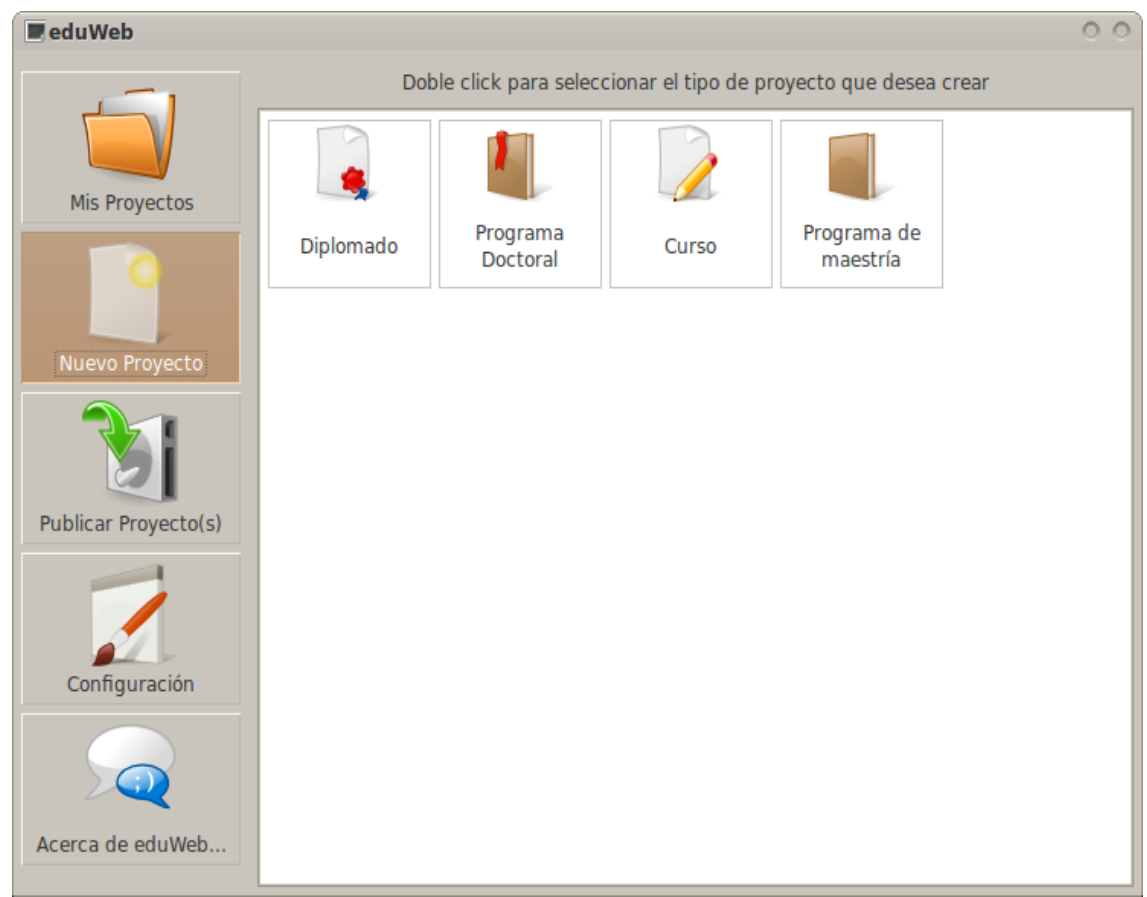 eduWeb
Doble click para seleccionar el tipo de proyecto que desea crear
Mis Proyectos
Nuevo Proyecto
Publicar Proyecto(s)
Configuración
;)
Acerca de eduWeb...
Diplomado
Programa
Doctoral
Curso
Programa de
maestría